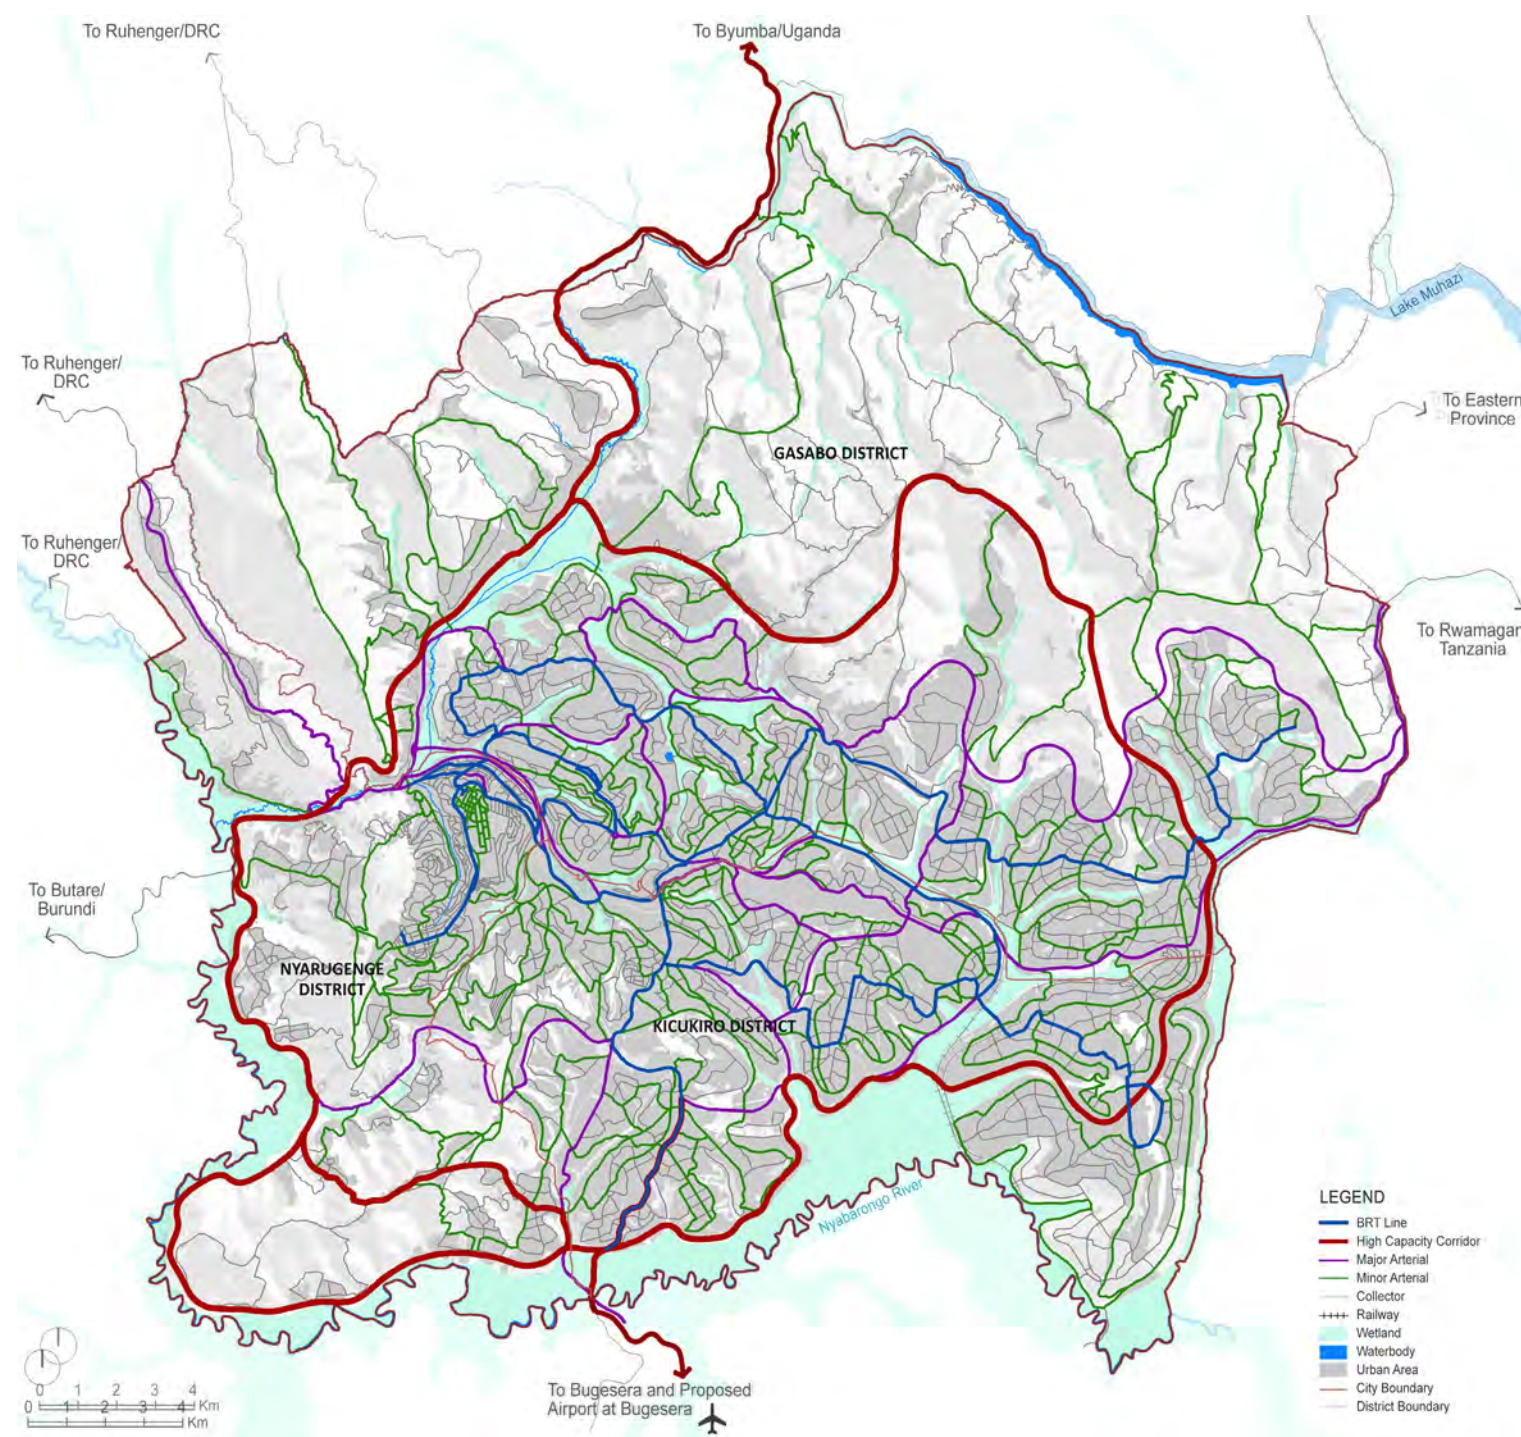 To Ruhenger/DRC
To Byumba/Uganda
Lake Muhazi
To Ruhenger/
DRC
To Eastern
Province
GASABO DISTRICT
To Ruhenger/
DRC
To Rwamagan
Tanzania
To Butare/
Burundi
NYARUGENGE
DISTRICT
KICUKIRO DISTRICT
Nyabarongo River
LEGEND
BRT Line
High Capacity Corridor
Major Arterial
Minor Arterial
Collector
Railway
Wetland
Waterbody
Urban Area
City Boundary
District Boundary
0 1 2 3 4
Km
0 1 2 3 4
Km
To Bugesera and Proposed
Airport at Bugesera